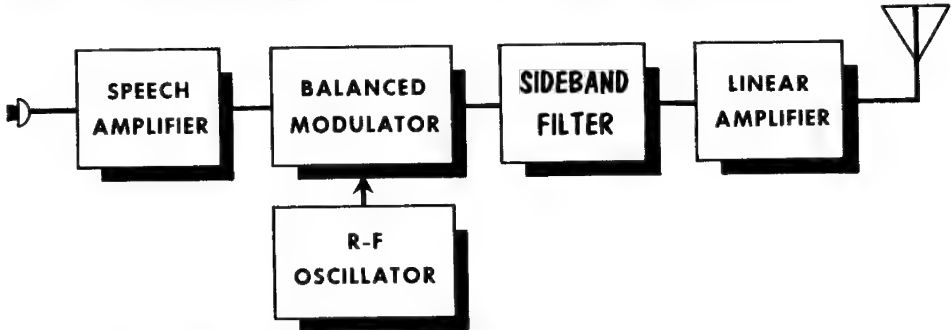 SPEECH
AMPLIFIER
BALANCED
MODULATOR
SIDEBAND
FILTER
LINEAR
AMPLIFIER
R-F
OSCILLATOR